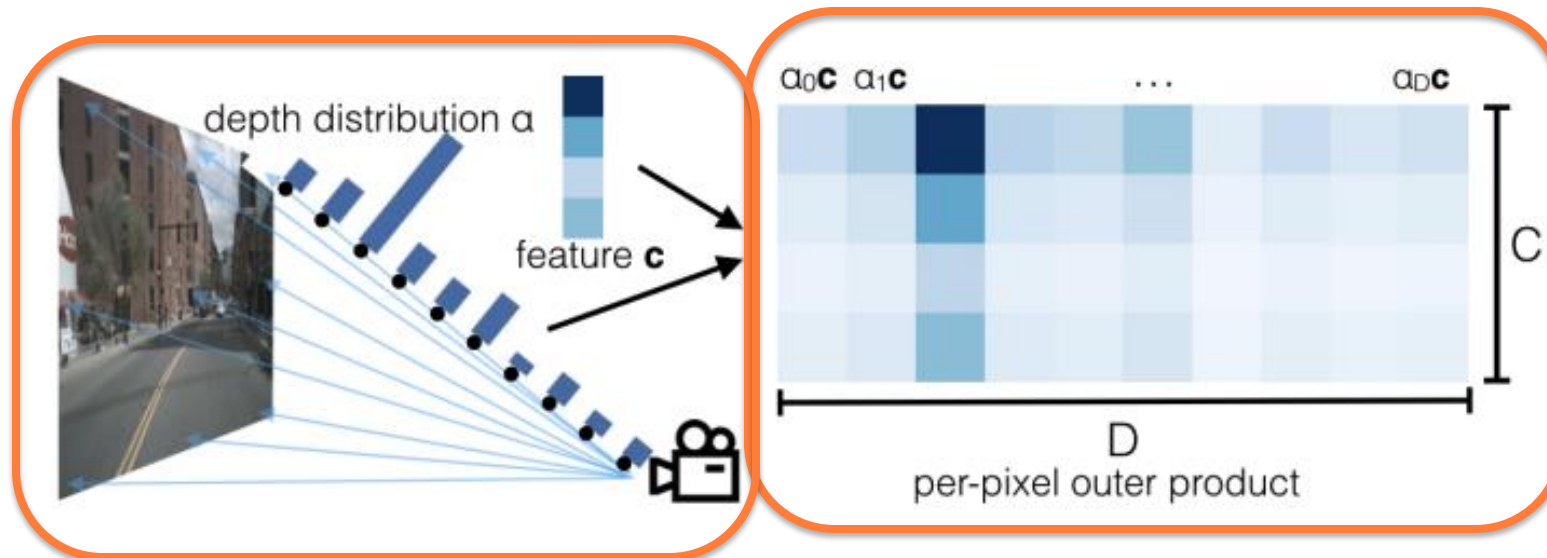 depth distribution α
feature c
α₀c α₁c ... α_Dc
C
D
per-pixel outer product